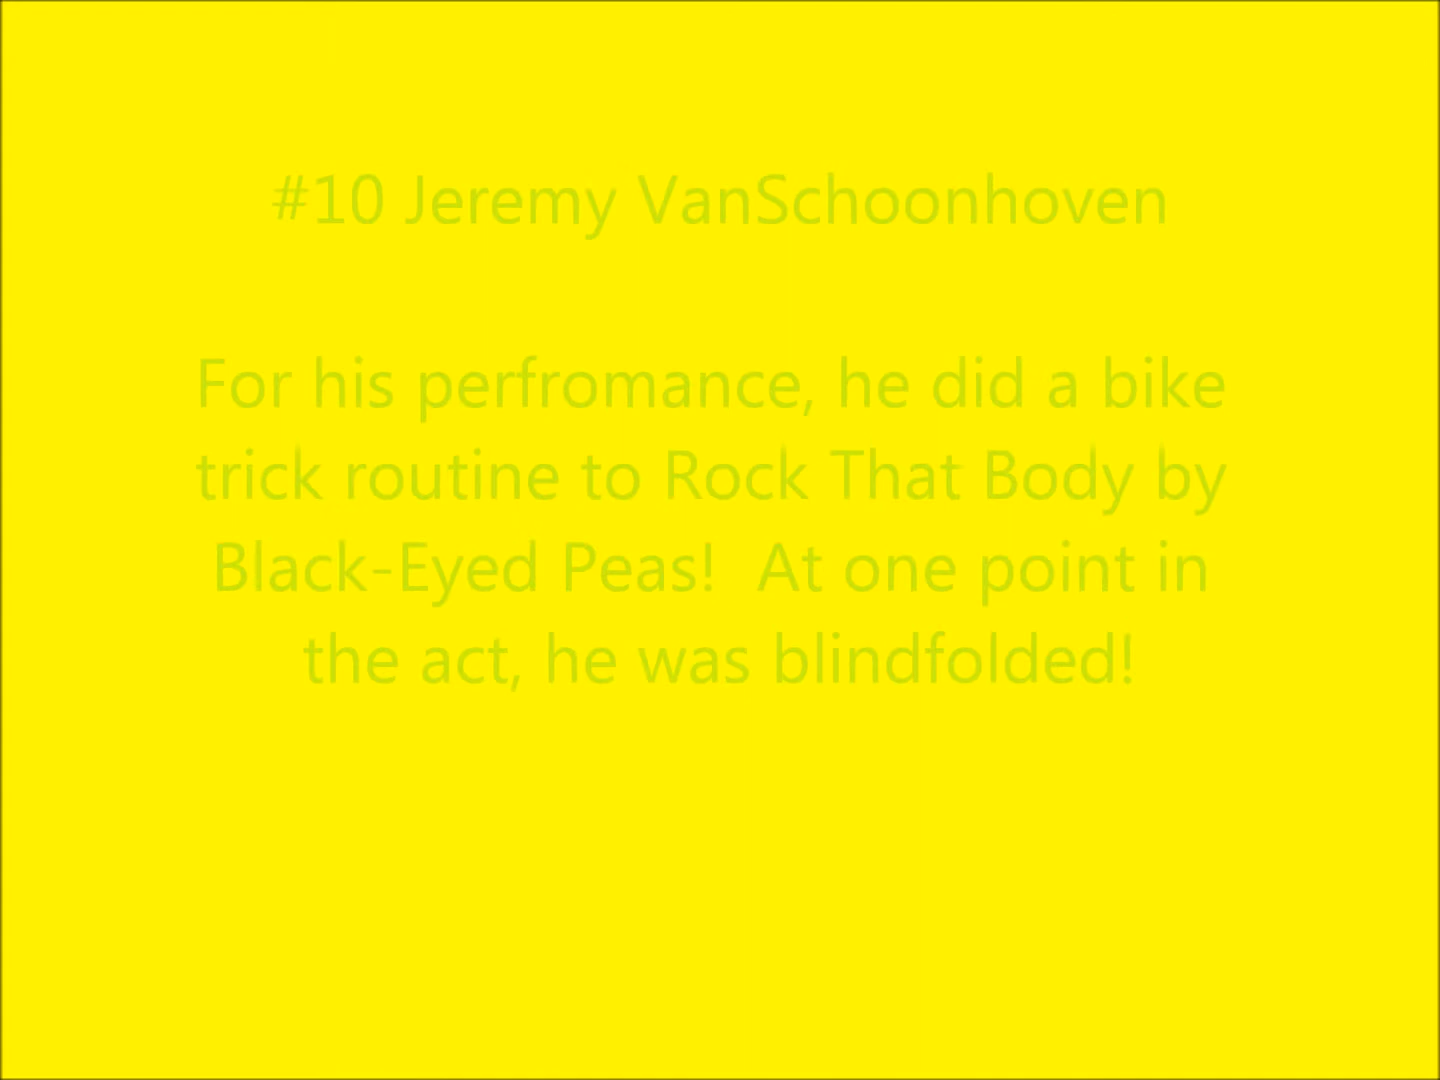 #10 Jeremy VanSchoonhoven
For his perfromance, he did a bike
trick routine to Rock That Body by
Black-Eyed Peas!  At one point in
the act, he was blindfolded!